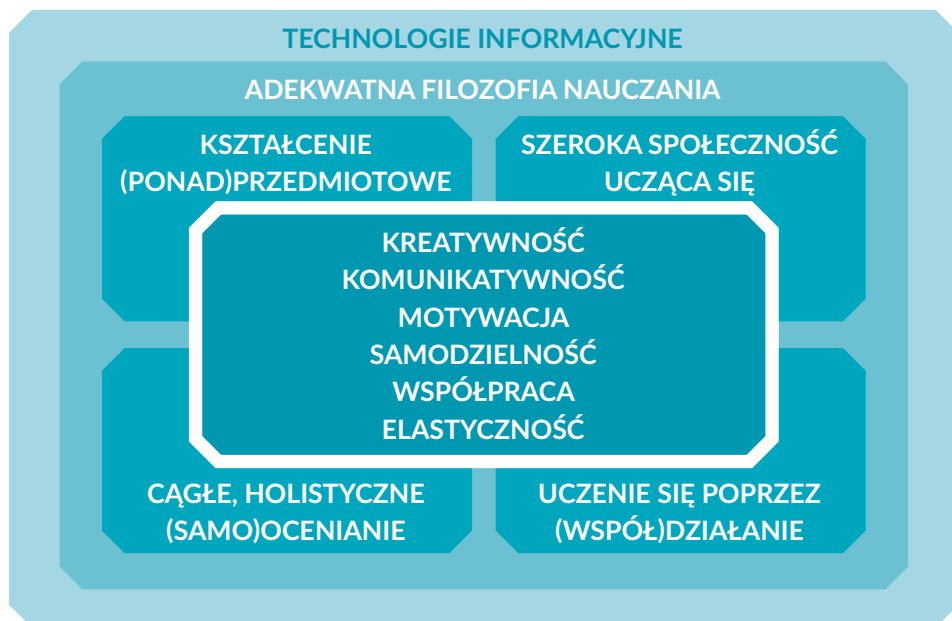 TECHNOLOGIE INFORMACYJNE
ADEKWATNA FILOZOFIA NAUCZANIA
KSZTAŁCENIE
(PONAD)PRZEDMIOTOWE
SZEROKA SPOŁECZNOŚĆ
UCZĄCA SIĘ
KREATYWNOŚĆ
KOMUNIKATYWNOŚĆ
MOTYWACJA
SAMODZIELNOŚĆ
WSPÓŁPRACA
ELASTYCZNOŚĆ
CĄGŁE, HOLISTYCZNE
(SAMO)OCENIANIE
UCZENIE SIĘ POPRZEZ
(WSPÓŁ)DZIAŁANIE